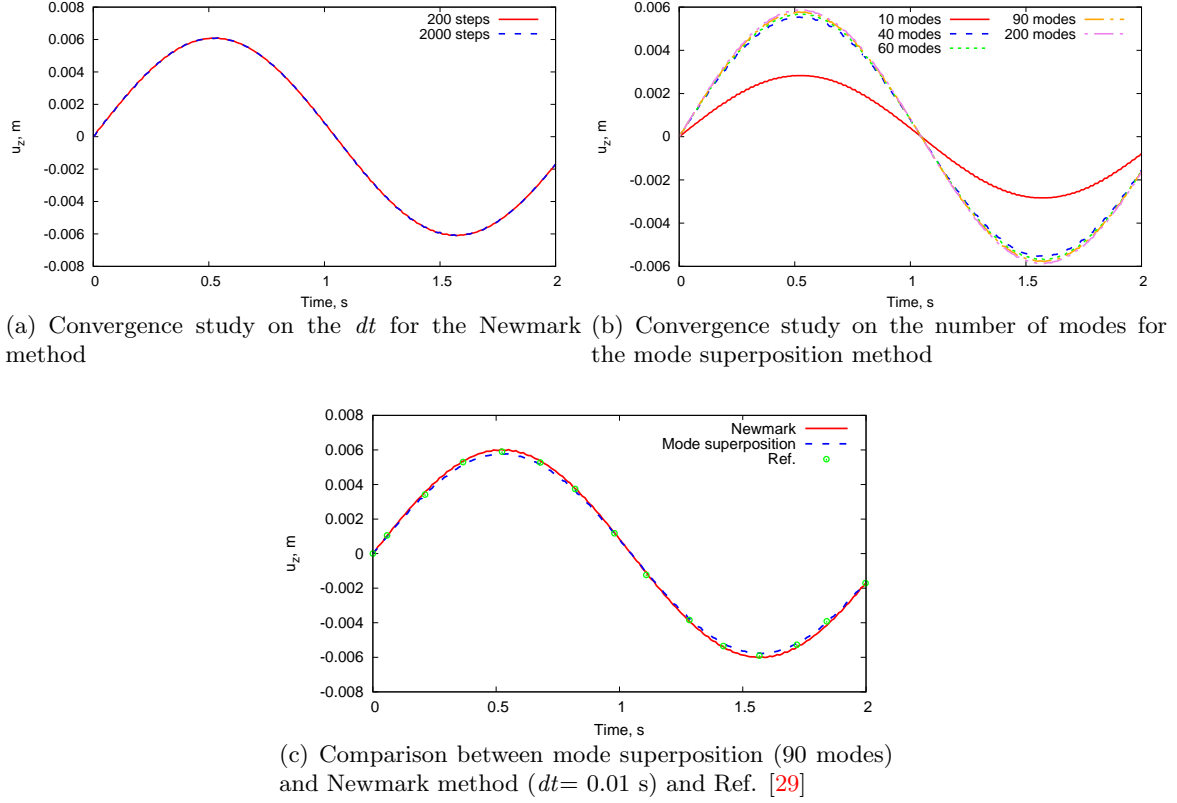 0.008
0.006
0.004
0.002
0
-0.002
-0.004
-0.006
-0.008
0
0.5
1
1.5
2
u_z, m
Time, s
200 steps
2000 steps
(a) Convergence study on the dt for the Newmark
method
0.006
0.004
0.002
0
-0.002
-0.004
-0.006
0
0.5
1
1.5
2
u_z, m
Time, s
10 modes
40 modes
60 modes
90 modes
200 modes
(b) Convergence study on the number of modes for
the mode superposition method
0.008
0.006
0.004
0.002
0
-0.002
-0.004
-0.006
-0.008
0
0.5
1
1.5
2
u_z, m
Time, s
Newmark
Mode superposition
Ref.
(c) Comparison between mode superposition (90 modes)
and Newmark method (dt= 0.01 s) and Ref. [29]